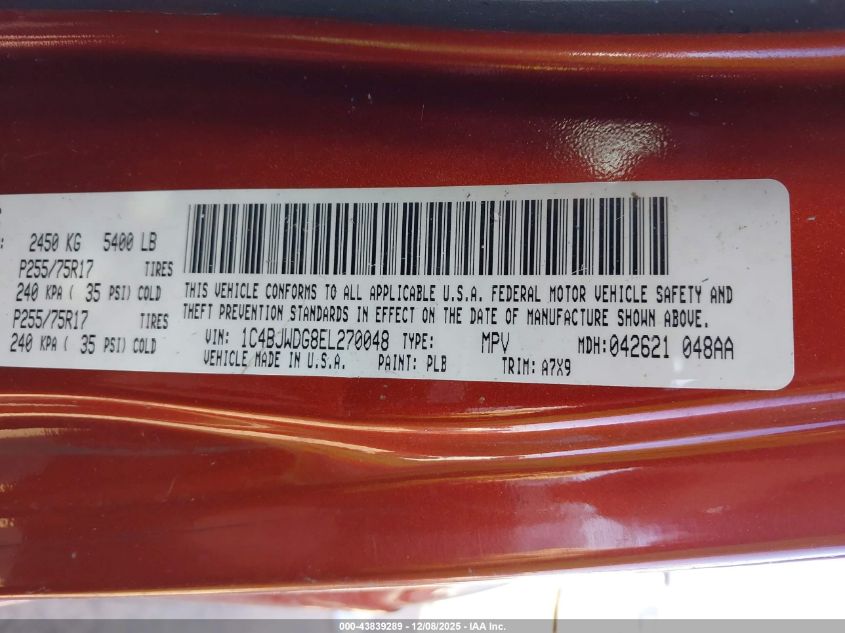 2450 KG 5400 LB
P255/75R17 TIRES
240 KPA ( 35 PSI) COLD
P255/75R17 TIRES
240 KPA ( 35 PSI) COLD
THIS VEHICLE CONFORMS TO ALL APPLICABLE U.S.A. FEDERAL MOTOR VEHICLE SAFETY AND
THEFT PREVENTION STANDARDS IN EFFECT ON THE DATE OF MANUFACTURE SHOWN ABOVE.
VIN: 1C4BJWDG8EL270048 TYPE: MPV MDH:042621 048AA
VEHICLE MADE IN U.S.A. PAINT: PLB TRIM: A7X9
000-43839289 - 12/08/2025 - IAA Inc.